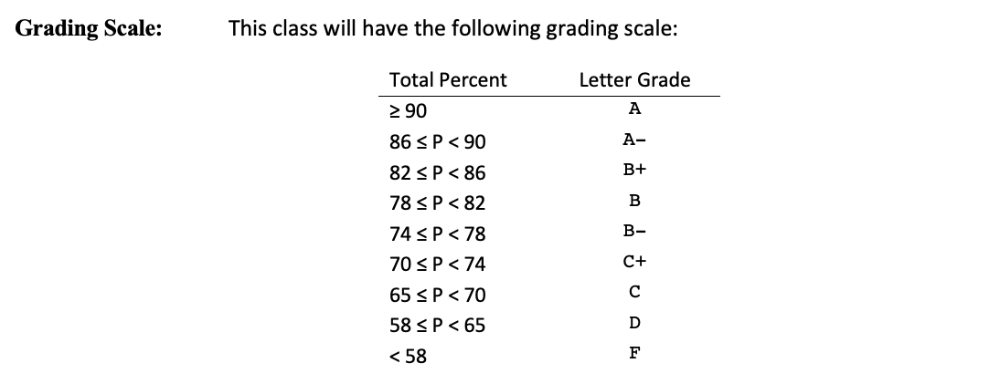 Grading Scale: This class will have the following grading scale:
Total Percent Letter Grade
≥ 90 A
86 ≤ P < 90 A−
82 ≤ P < 86 B+
78 ≤ P < 82 B
74 ≤ P < 78 B−
70 ≤ P < 74 C+
65 ≤ P < 70 C
58 ≤ P < 65 D
< 58 F